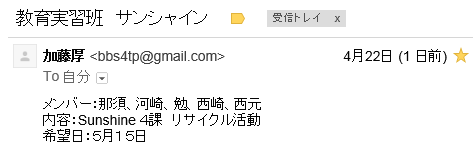 教育実習班 サンシャイン 受信トレイ x
加藤厚 <bbs4tp@gmail.com> 4月22日 (1 日前)
To 自分
メンバー：那須、河崎、勉、西崎、西元
内容：Sunshine 4課 リサイクル活動
希望日：５月１５日